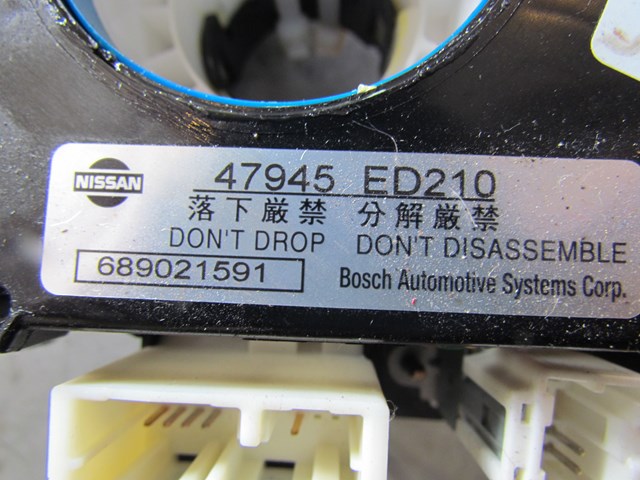 NISSAN
47945 ED210
落下厳禁 分解厳禁
DON'T DROP DON'T DISASSEMBLE
689021591
Bosch Automotive Systems Corp.